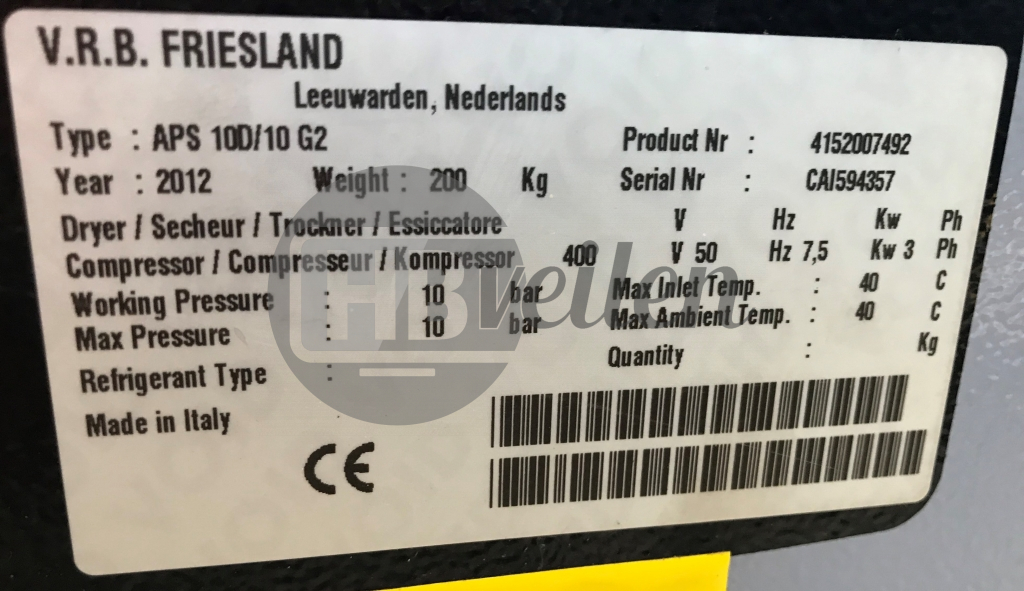 V.R.B. FRIESLAND
Leeuwarden, Nederlands
Type : APS 10D/10 G2 Product Nr : 4152007492
Year : 2012 Weight : 200 Kg Serial Nr : CAI594357
Dryer / Secheur / Trockner / Essiccatore V Hz Kw Ph
Compressor / Compresseur / Kompressor 400 V 50 Hz 7,5 Kw 3 Ph
Working Pressure : 10 bar Max Inlet Temp. : 40 C
Max Pressure : 10 bar Max Ambient Temp. : 40 C
Refrigerant Type : Quantity : Kg
Made in Italy
CE
HBveilen